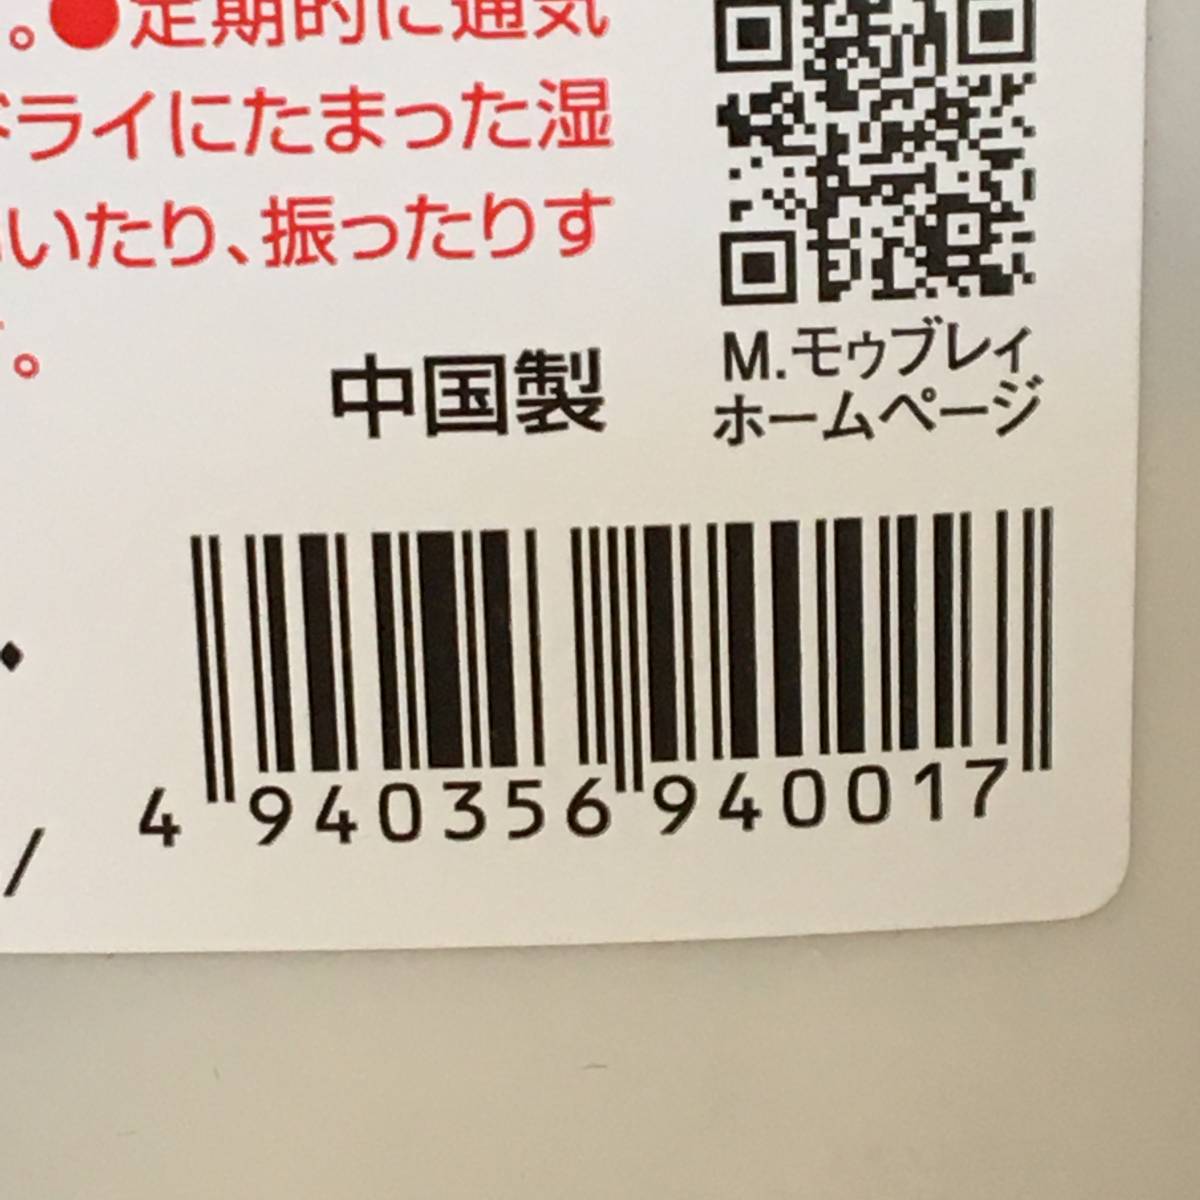 。●定期的に通気
ドライにたまった湿
いたり、振ったりす
。
中国製
M.モゥブレィ
ホームページ
/
4 940356 940017